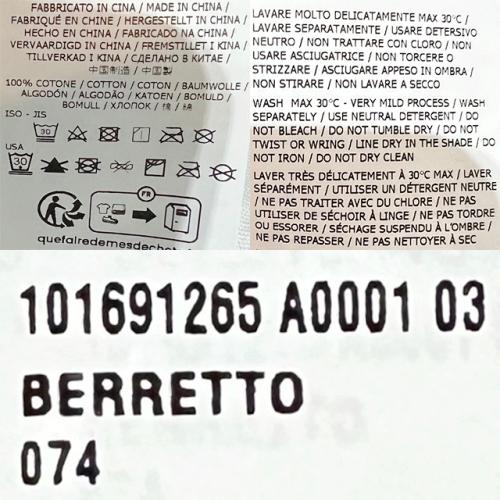 FABBRICATO IN CINA / MADE IN CHINA /
FABRIQUÉ EN CHINE / HERGESTELLT IN CHINA /
HECHO EN CHINA / FABRICADO NA CHINA /
VERVAARDIGD IN CHINA / FREMSTILLET I KINA /
TILLVERKAD I KINA / СДЕЛАНО В КИТАЕ /
中国制造 / 中国製
100% COTONE / COTTON / COTON / BAUMWOLLE /
ALGODÓN / ALGODÃO / KATOEN / BOMULD /
BOMULL / ХЛОПОК / 棉 / 綿
ISO - JIS
30
USA
30
FR
quefairedemesdechets
LAVARE MOLTO DELICATAMENTE MAX 30°C /
LAVARE SEPARATAMENTE / USARE DETERSIVO
NEUTRO / NON TRATTARE CON CLORO / NON
USARE ASCIUGATRICE / NON TORCERE O
STRIZZARE / ASCIUGARE APPESO IN OMBRA /
NON STIRARE / NON LAVARE A SECCO
WASH MAX 30°C - VERY MILD PROCESS / WASH
SEPARATELY / USE NEUTRAL DETERGENT / DO
NOT BLEACH / DO NOT TUMBLE DRY / DO NOT
TWIST OR WRING / LINE DRY IN THE SHADE / DO
NOT IRON / DO NOT DRY CLEAN
LAVER TRÈS DÉLICATEMENT À 30°C MAX / LAVER
SÉPARÉMENT / UTILISER UN DÉTERGENT NEUTRE
/ NE PAS TRAITER AVEC DU CHLORE / NE PAS
UTILISER DE SÉCHOIR À LINGE / NE PAS TORDRE
OU ESSORER / SÉCHAGE SUSPENDU À L'OMBRE /
NE PAS REPASSER / NE PAS NETTOYER À SEC
101691265 A0001 03
BERRETTO
074